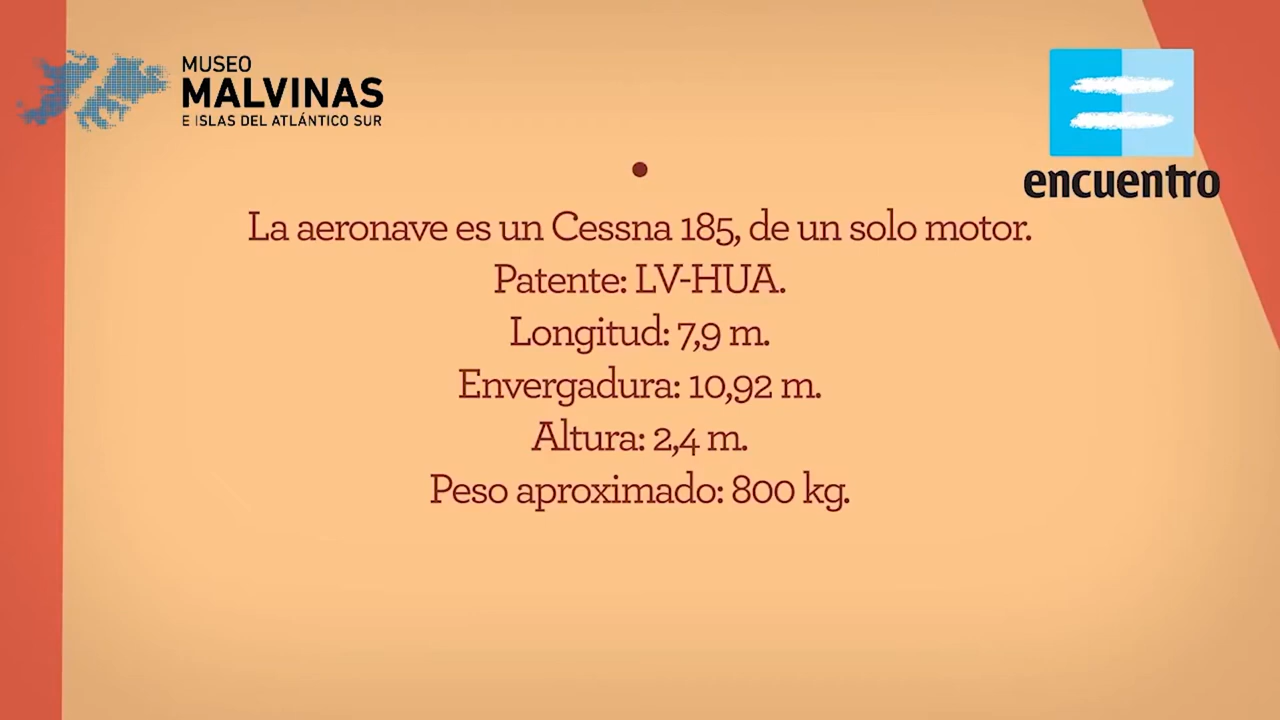 MUSEO
MALVINAS
E ISLAS DEL ATLÁNTICO SUR
encuentro
La aeronave es un Cessna 185, de un solo motor.
Patente: LV-HUA.
Longitud: 7,9 m.
Envergadura: 10,92 m.
Altura: 2,4 m.
Peso aproximado: 800 kg.